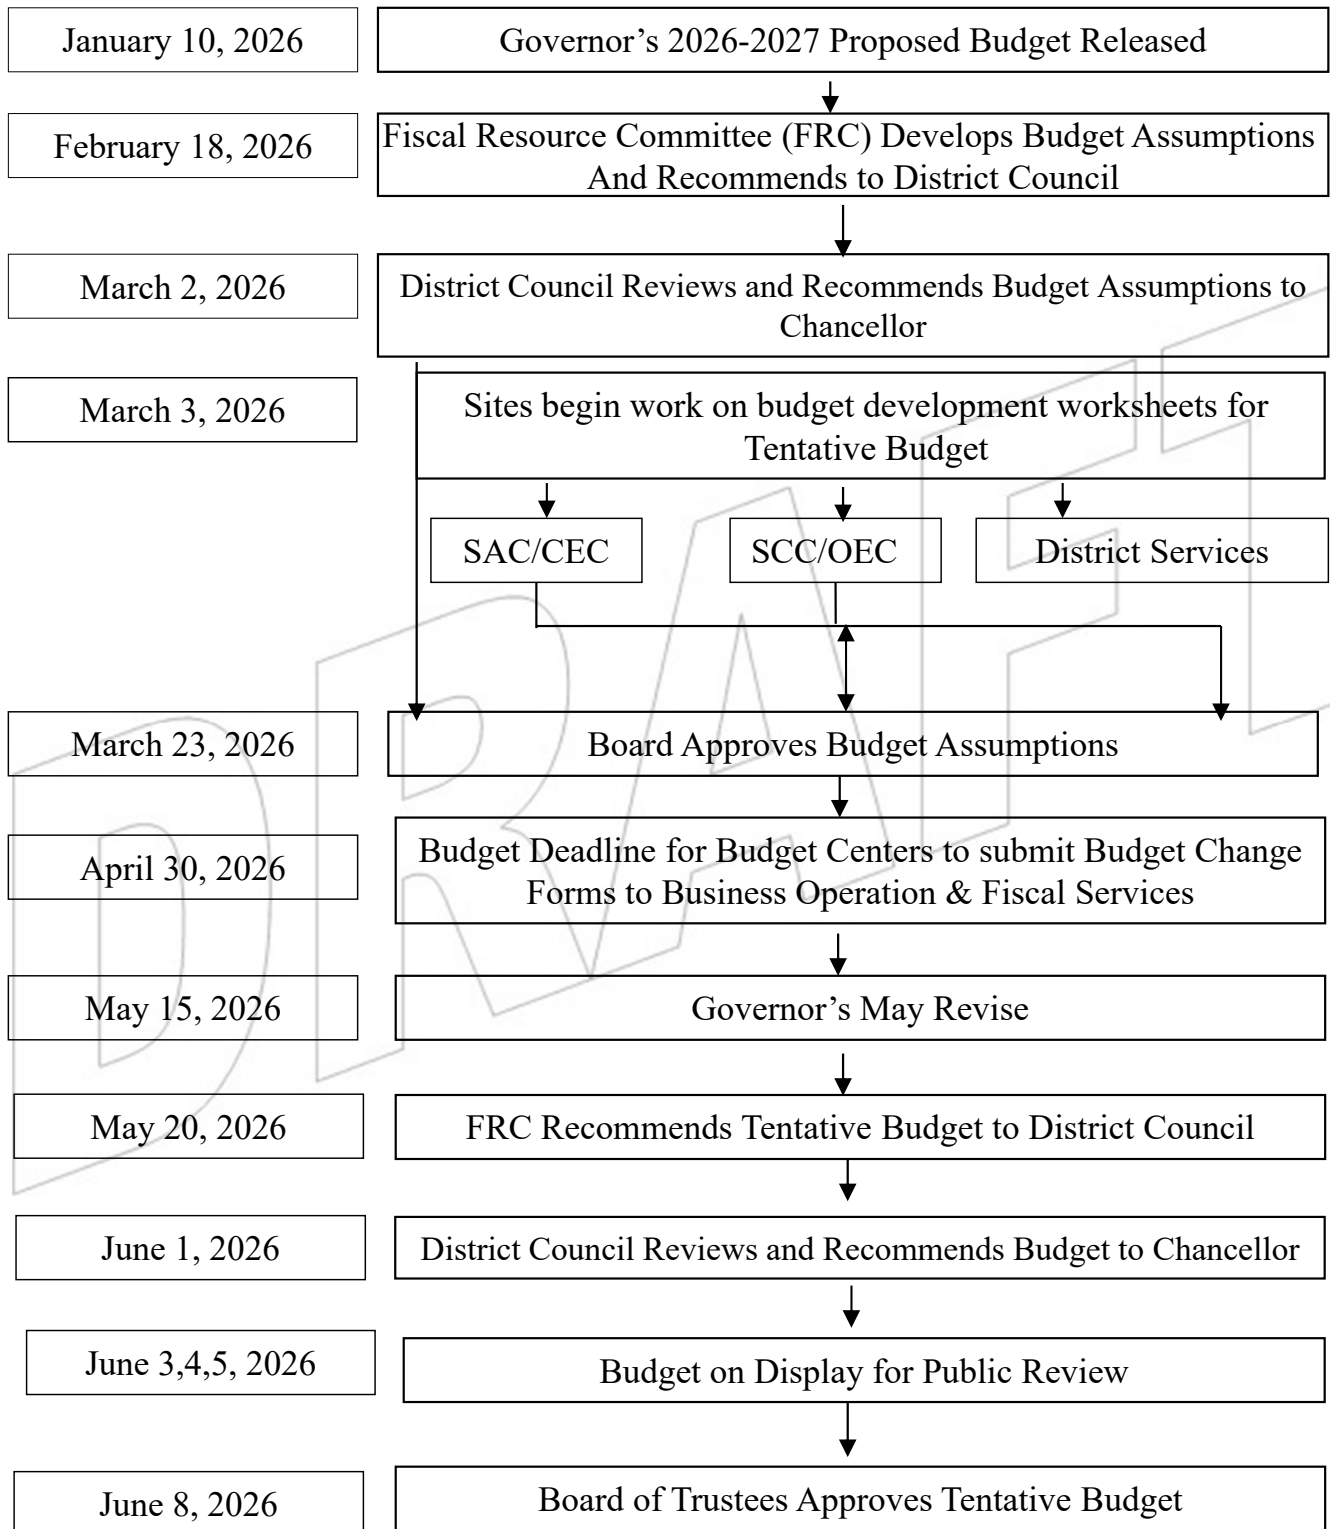 January 10, 2026
Governor’s 2026-2027 Proposed Budget Released
February 18, 2026
Fiscal Resource Committee (FRC) Develops Budget Assumptions
And Recommends to District Council
March 2, 2026
District Council Reviews and Recommends Budget Assumptions to
Chancellor
March 3, 2026
Sites begin work on budget development worksheets for
Tentative Budget
SAC/CEC
SCC/OEC
District Services
March 23, 2026
Board Approves Budget Assumptions
April 30, 2026
Budget Deadline for Budget Centers to submit Budget Change
Forms to Business Operation & Fiscal Services
May 15, 2026
Governor’s May Revise
May 20, 2026
FRC Recommends Tentative Budget to District Council
June 1, 2026
District Council Reviews and Recommends Budget to Chancellor
June 3,4,5, 2026
Budget on Display for Public Review
June 8, 2026
Board of Trustees Approves Tentative Budget
DRAFT